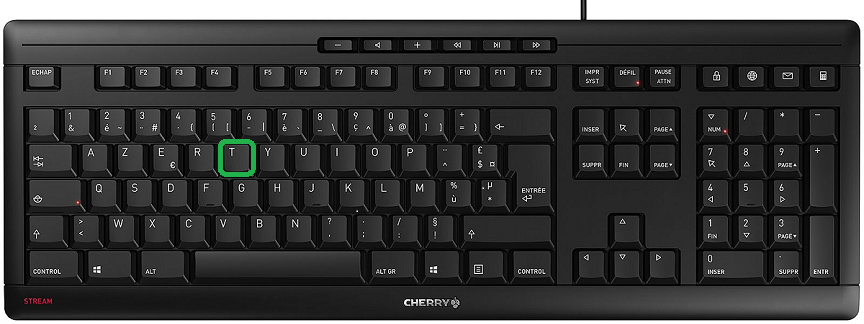 ECHAP F1 F2 F3 F4 F5 F6 F7 F8 F9 F10 F11 F12 IMPR SYST DÉFIL PAUSE ATTN
² 1 & 2 é ~ 3 " # 4 ' { 5 ( [ 6 - | 7 è ` 8 _ \ 9 ç ^ 0 à @ ° ) ] + = } INSER PAGE▲ NUM / * -
A Z E € R T Y U I O P ¨ ^ £ $ ¤ ENTRÉE SUPPR FIN PAGE▼ 7 8 9 PAGE▲ +
Q S D F G H J K L M % ù µ * 4 5 6
> < W X C V B N ? , . ; / : § ! 1 FIN 2 3 PAGE▼
CONTROL ALT ALT GR CONTROL 0 INSER . SUPPR ENTR
STREAM CHERRY